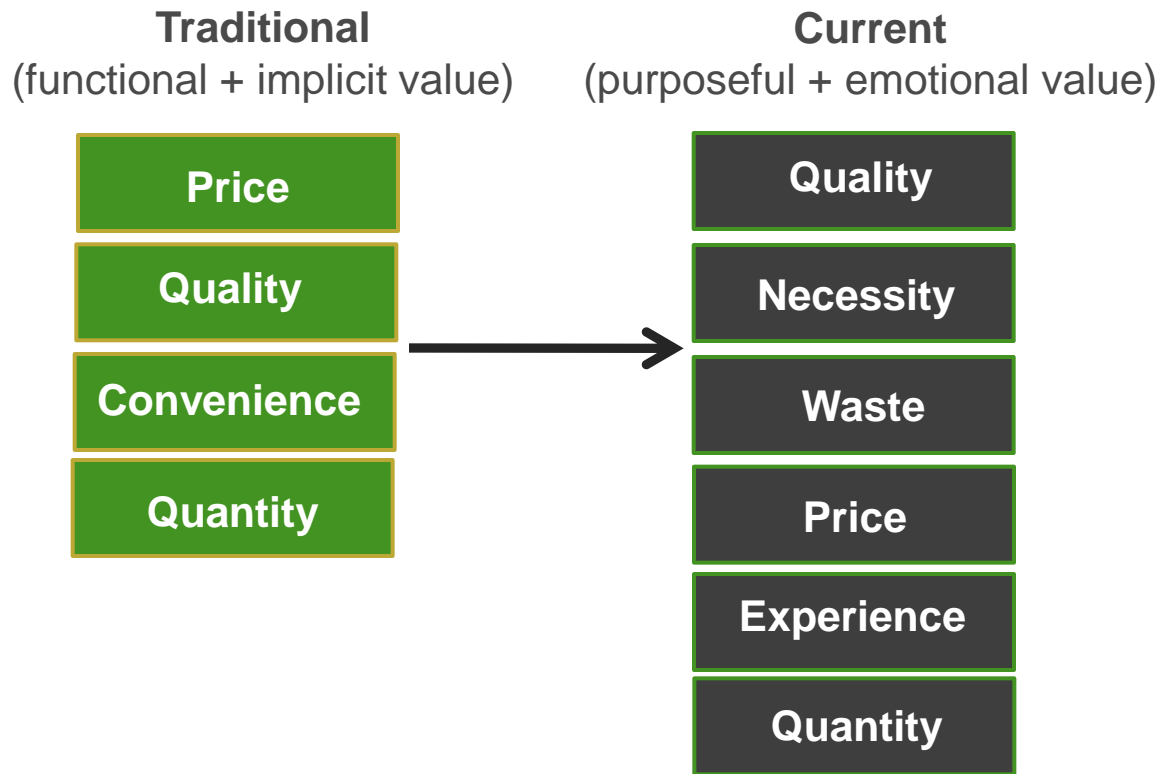 Traditional
(functional + implicit value)
Price
Quality
Convenience
Quantity
Current
(purposeful + emotional value)
Quality
Necessity
Waste
Price
Experience
Quantity